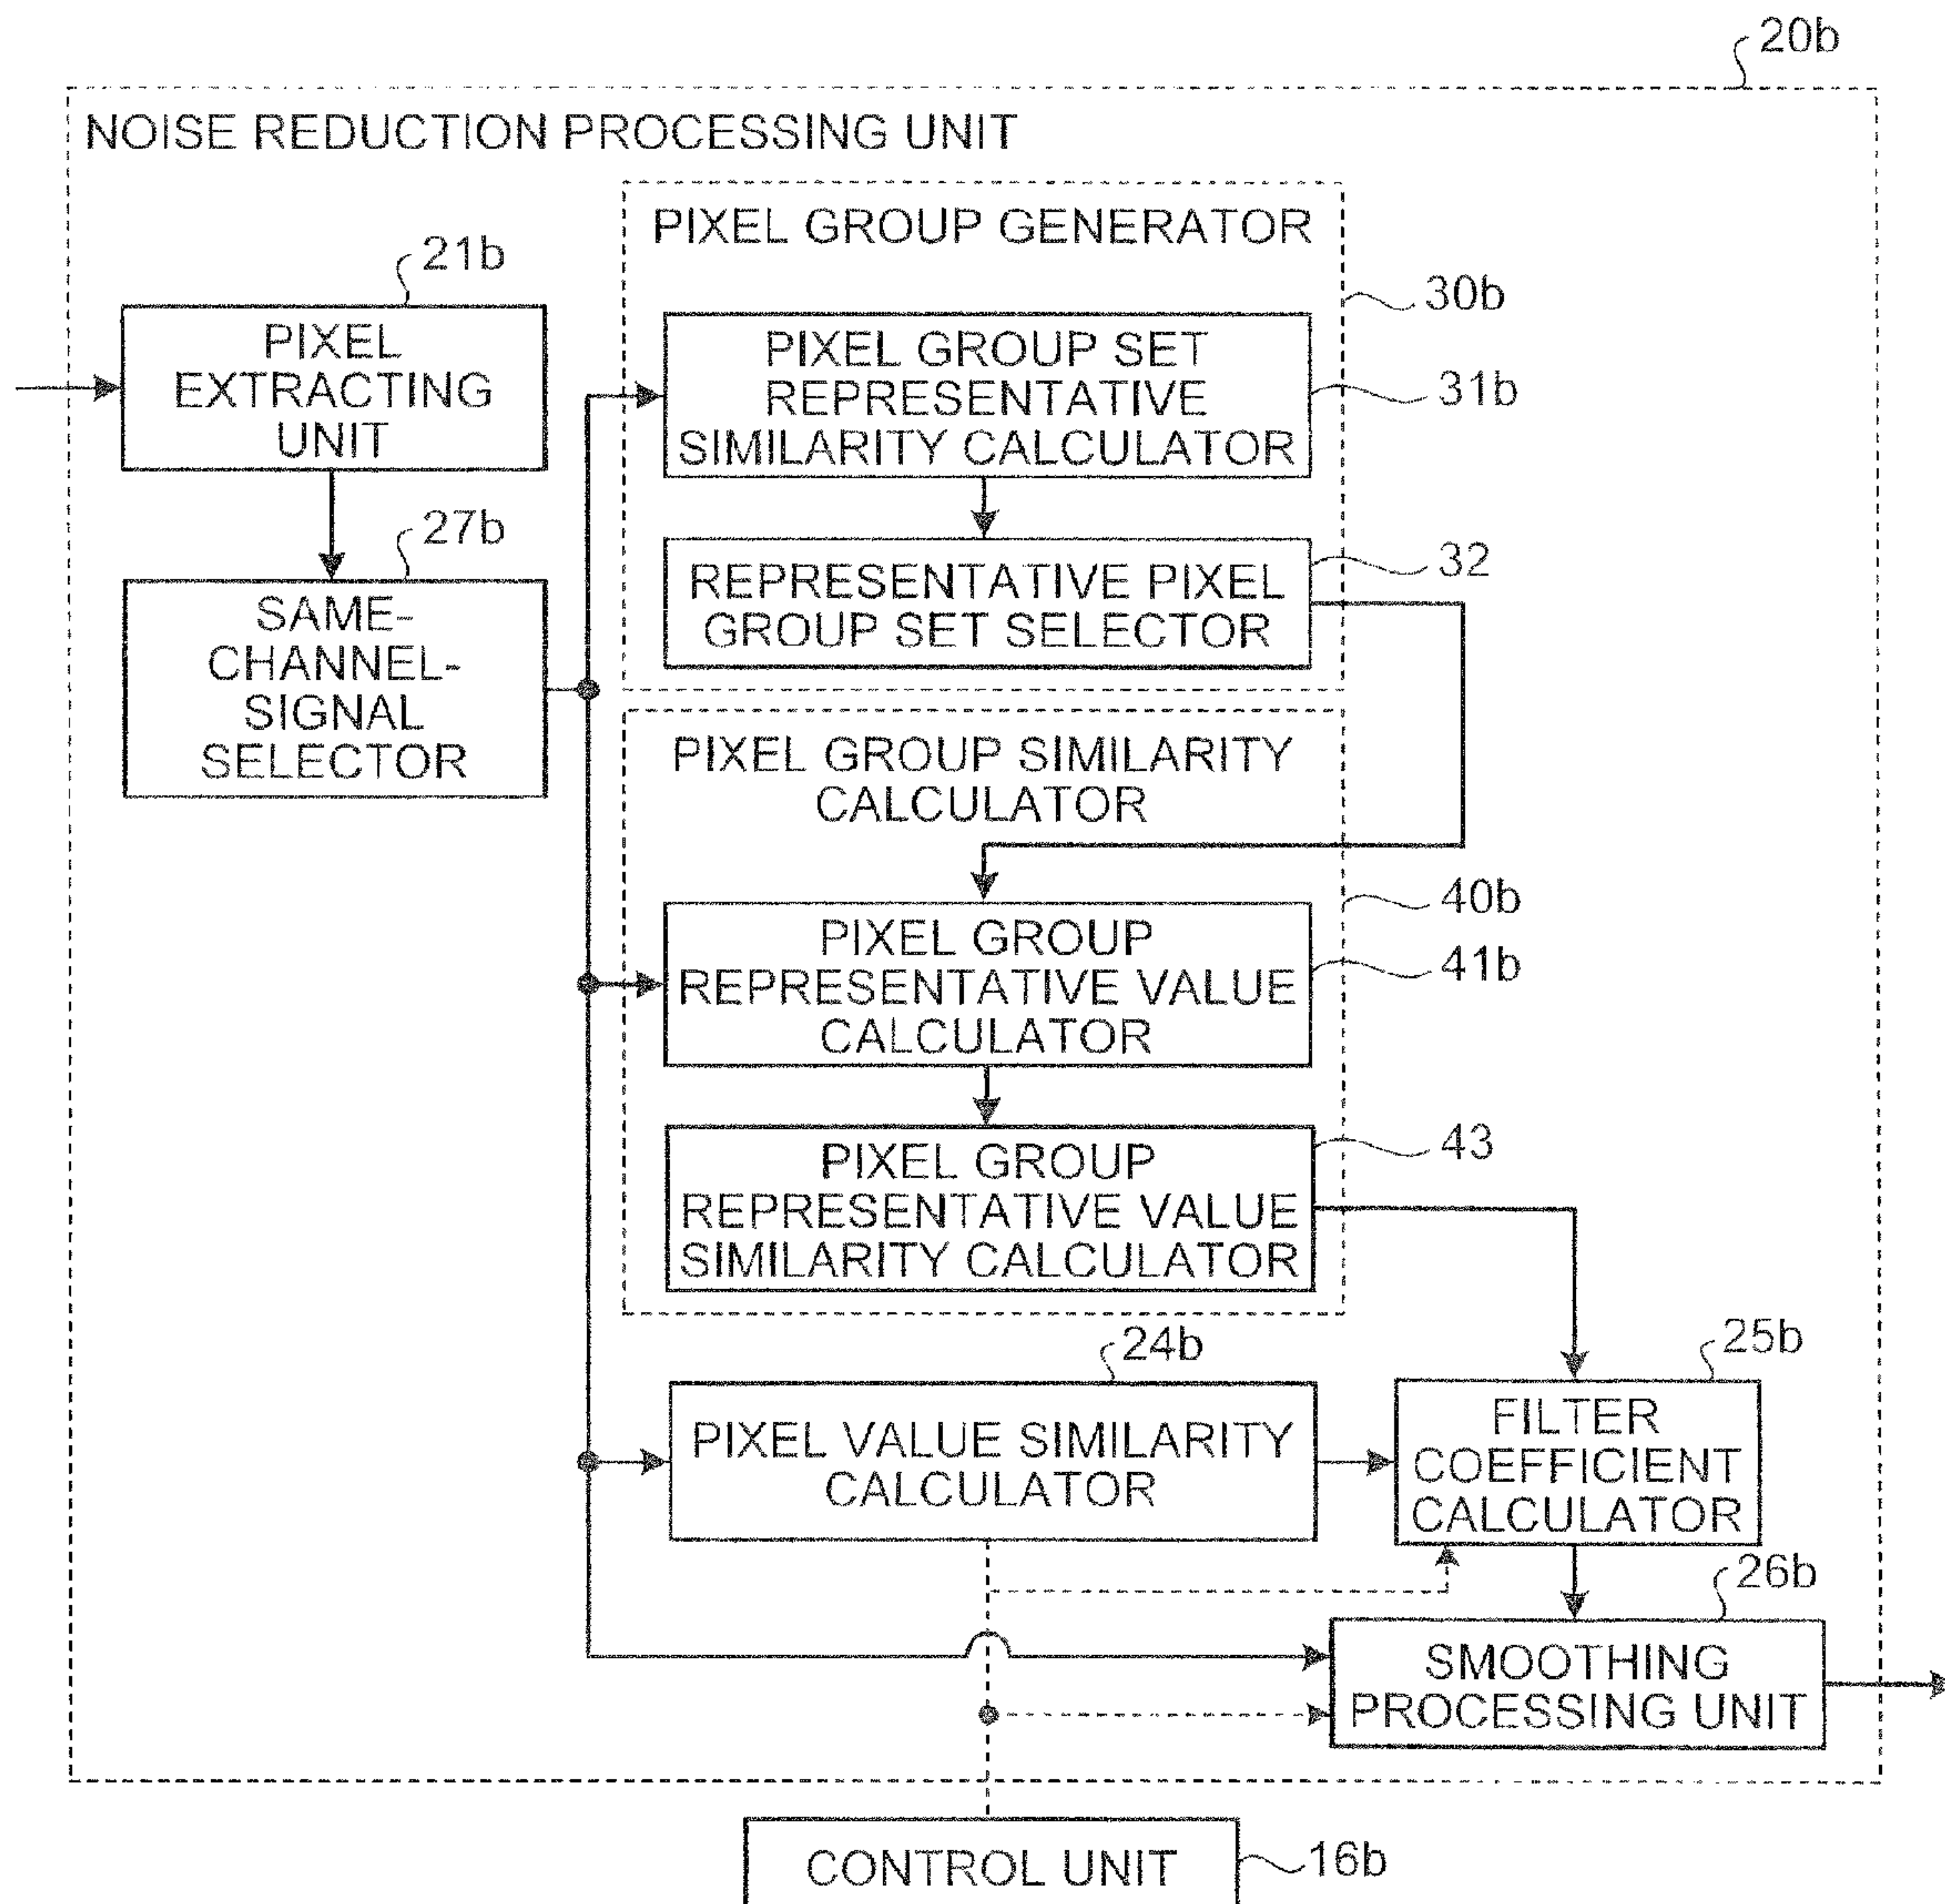 20b
NOISE REDUCTION PROCESSING UNIT
PIXEL GROUP GENERATOR
30b
21b
PIXEL
EXTRACTING
UNIT
PIXEL GROUP SET
REPRESENTATIVE
SIMILARITY CALCULATOR
31b
27b
SAME-
CHANNEL-
SIGNAL
SELECTOR
REPRESENTATIVE PIXEL
GROUP SET SELECTOR
32
PIXEL GROUP SIMILARITY
CALCULATOR
40b
PIXEL GROUP
REPRESENTATIVE VALUE
CALCULATOR
41b
PIXEL GROUP
REPRESENTATIVE VALUE
SIMILARITY CALCULATOR
43
24b
PIXEL VALUE SIMILARITY
CALCULATOR
25b
FILTER
COEFFICIENT
CALCULATOR
26b
SMOOTHING
PROCESSING UNIT
CONTROL UNIT
16b